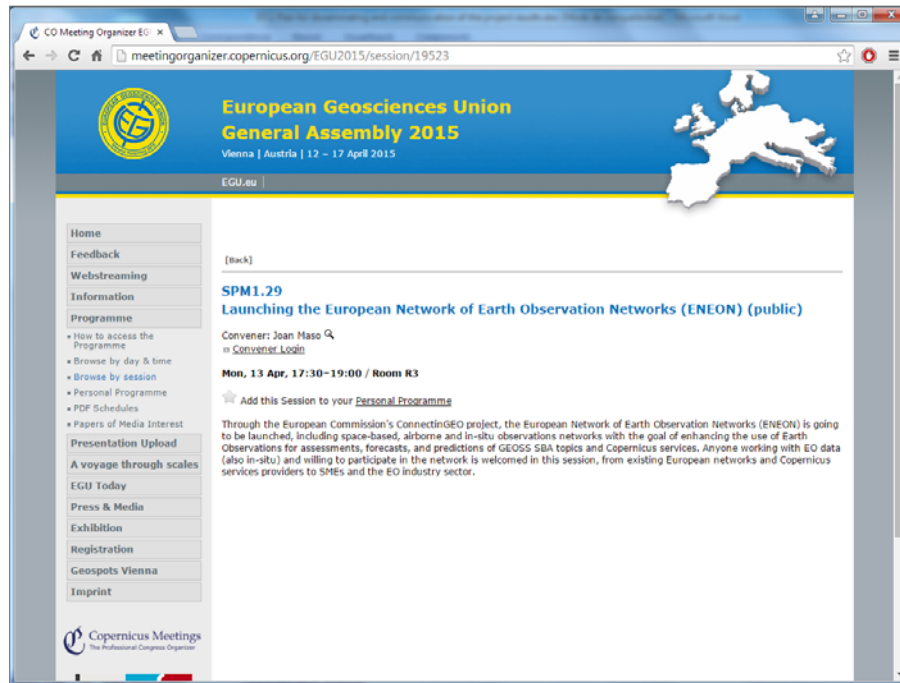 CO Meeting Organizer EG
meetingorganizer.copernicus.org/EGU2015/session/19523
European Geosciences Union
General Assembly 2015
Vienna | Austria | 12 – 17 April 2015
EGU.eu |
Home
Feedback
Webstreaming
Information
Programme
How to access the
Programme
Browse by day & time
Browse by session
Personal Programme
PDF Schedules
Papers of Media Interest
Presentation Upload
A voyage through scales
EGU Today
Press & Media
Exhibition
Registration
Geospots Vienna
Imprint
Copernicus Meetings
The Professional Congress Organizer
[Back]
SPM1.29
Launching the European Network of Earth Observation Networks (ENEON) (public)
Convener: Joan Maso
Convener Login
Mon, 13 Apr, 17:30–19:00 / Room R3
Add this Session to your Personal Programme
Through the European Commission's ConnectinGEO project, the European Network of Earth Observation Networks (ENEON) is going
to be launched, including space-based, airborne and in-situ observations networks with the goal of enhancing the use of Earth
Observations for assessments, forecasts, and predictions of GEOSS SBA topics and Copernicus services. Anyone working with EO data
(also in-situ) and willing to participate in the network is welcomed in this session, from existing European networks and Copernicus
services providers to SMEs and the EO industry sector.